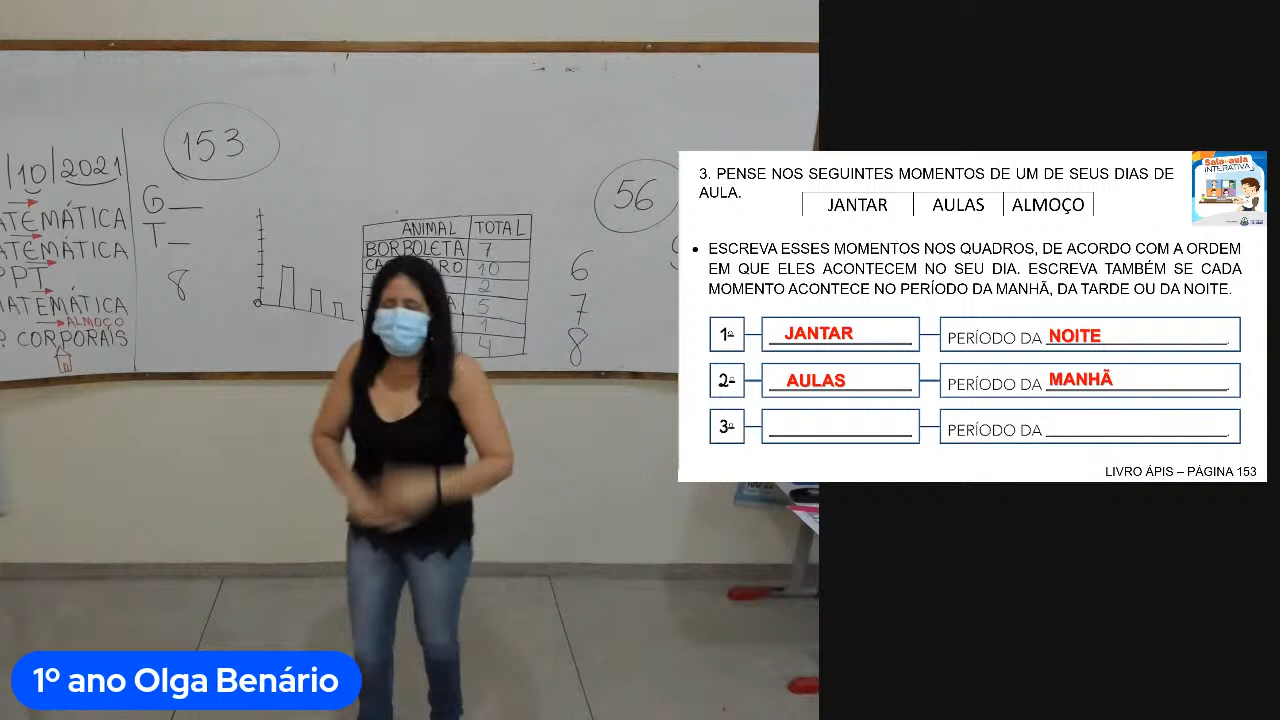 153
|10|2021
ATEMÁTICA
ATEMÁTICA
PPT
MATEMÁTICA
ALMOÇO
CORPORAIS
G
T
8
ANIMAL TOTAL
BORBOLETA 7
10
2
5
1
4
56
6
7
8
3. PENSE NOS SEGUINTES MOMENTOS DE UM DE SEUS DIAS DE
AULA.
JANTAR AULAS ALMOÇO
Sala de aula
INTERATIVA
• ESCREVA ESSES MOMENTOS NOS QUADROS, DE ACORDO COM A ORDEM
EM QUE ELES ACONTECEM NO SEU DIA. ESCREVA TAMBÉM SE CADA
MOMENTO ACONTECE NO PERÍODO DA MANHÃ, DA TARDE OU DA NOITE.
1º JANTAR PERÍODO DA NOITE.
2º AULAS PERÍODO DA MANHÃ.
3º PERÍODO DA .
LIVRO ÁPIS – PÁGINA 153
1º ano Olga Benário